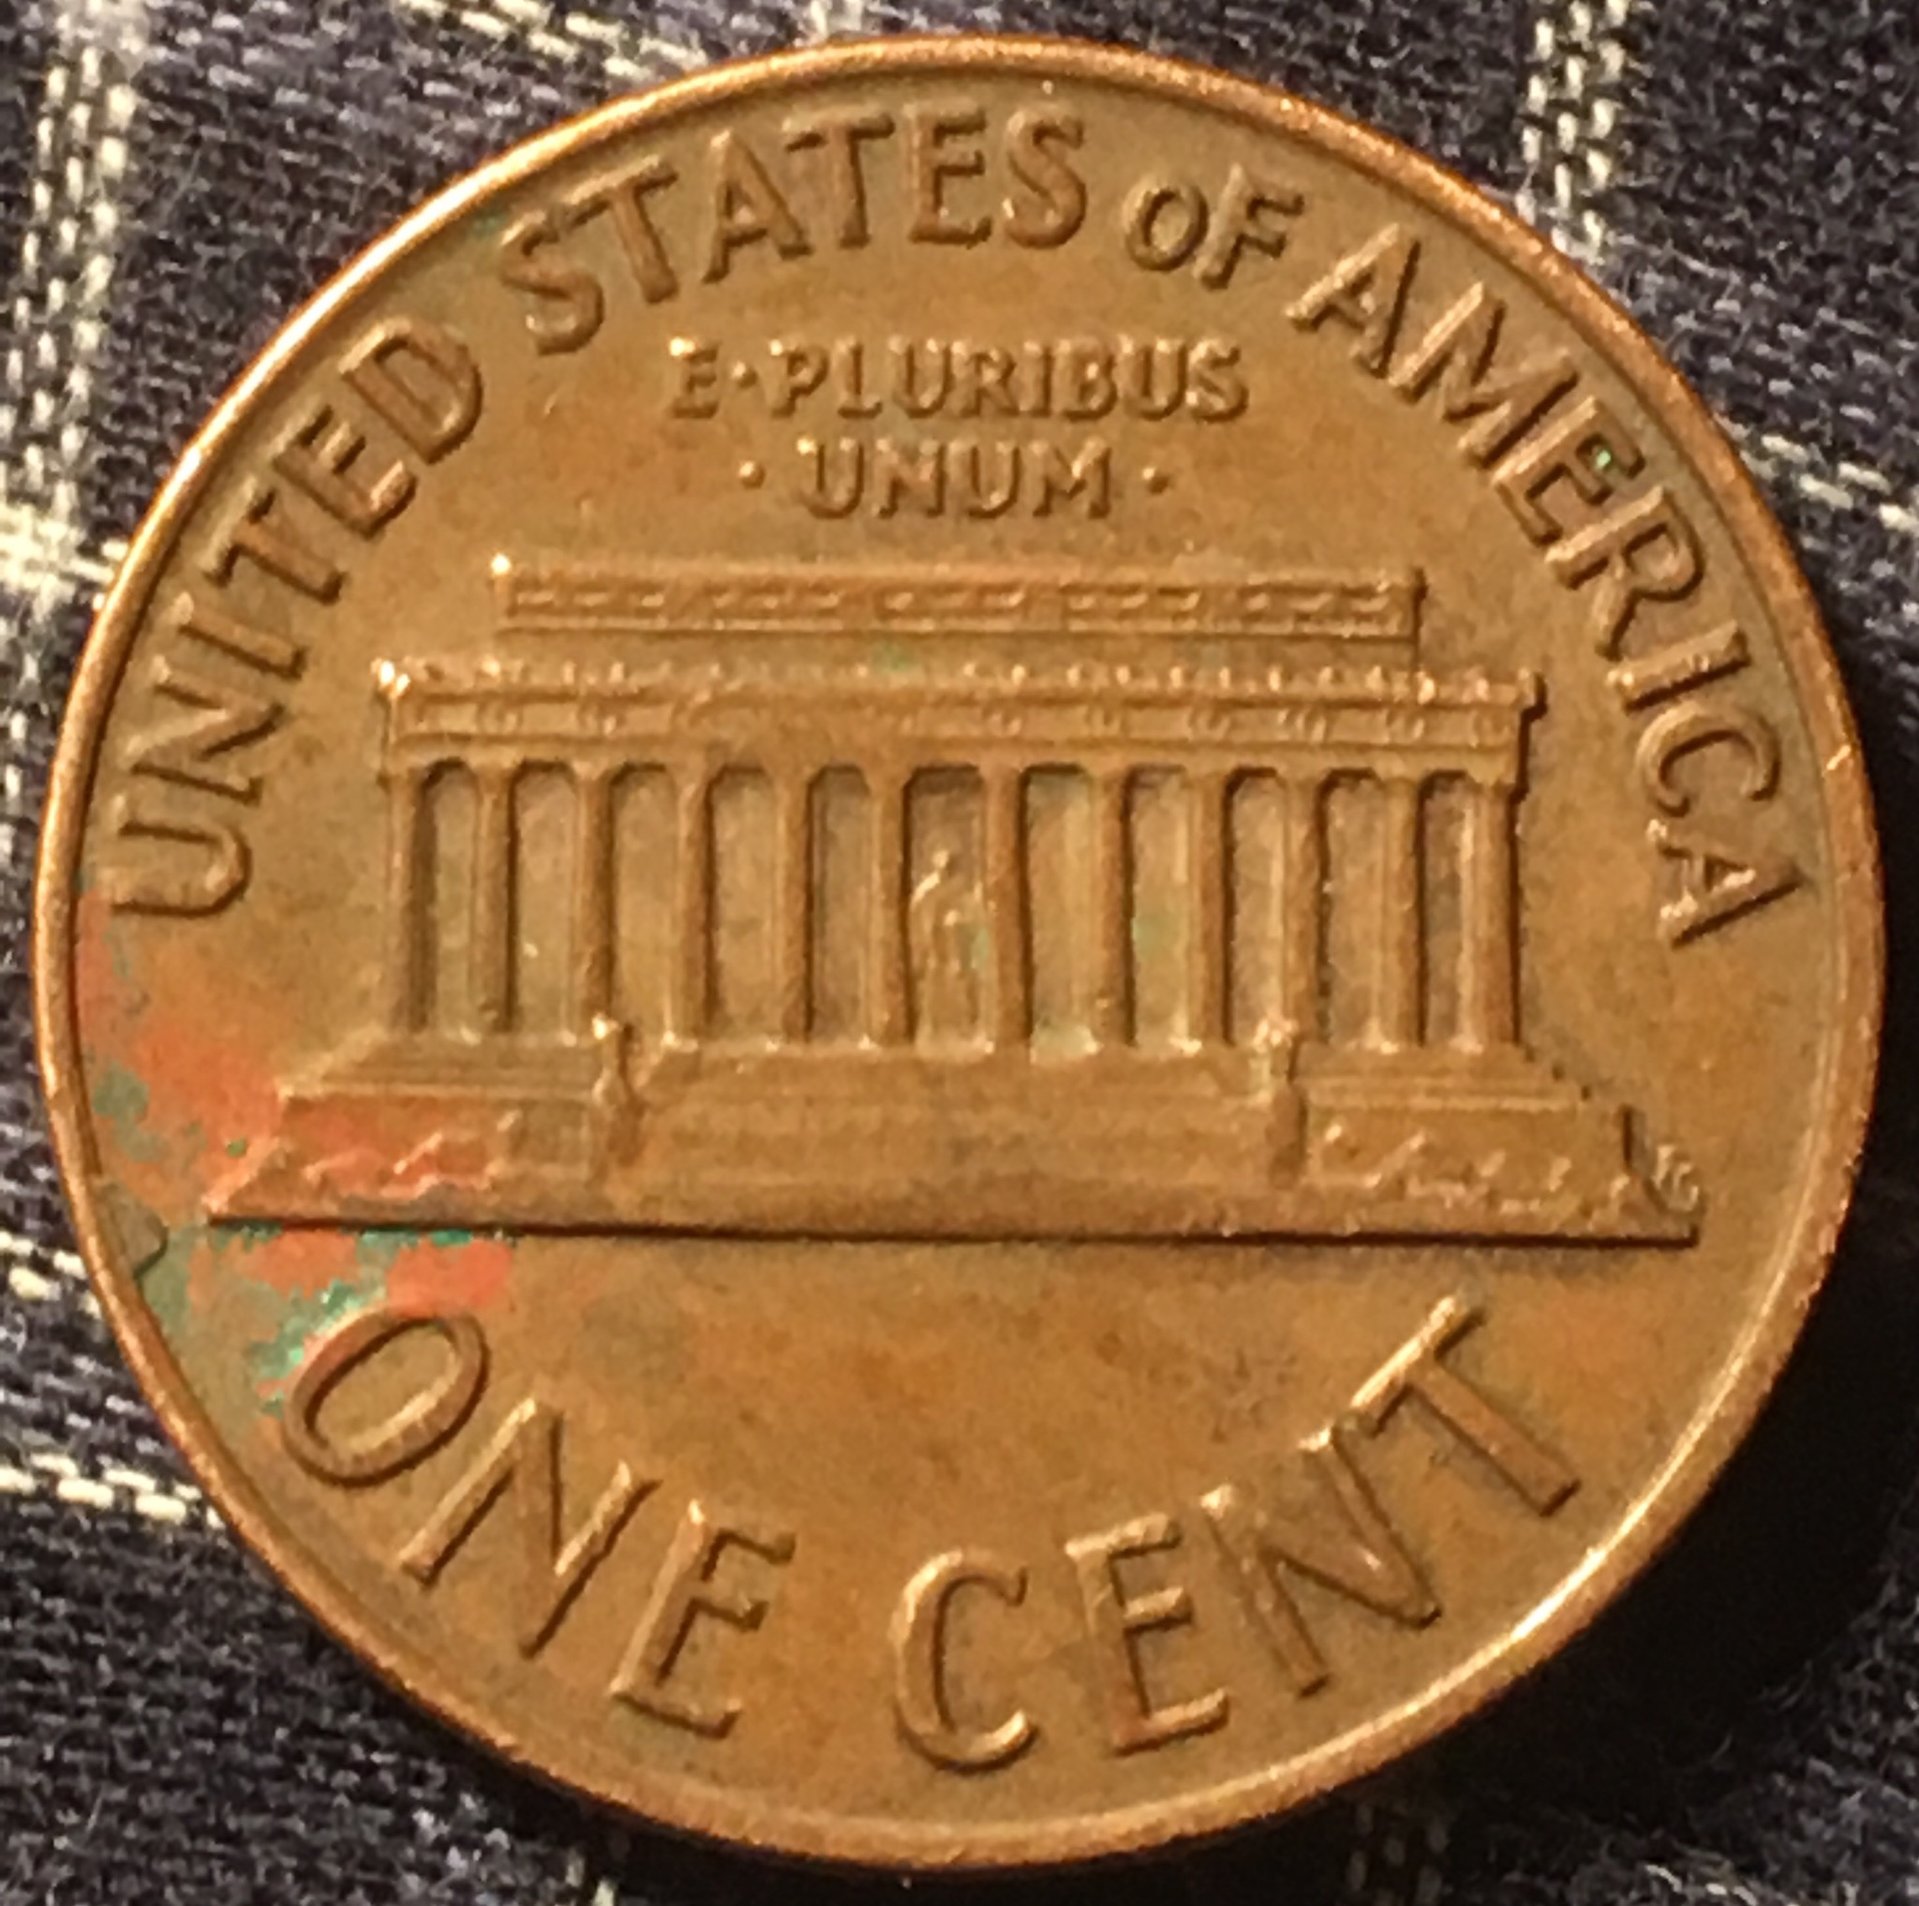 UNITED STATES OF AMERICA
E·PLURIBUS
·UNUM·
ONE CENT